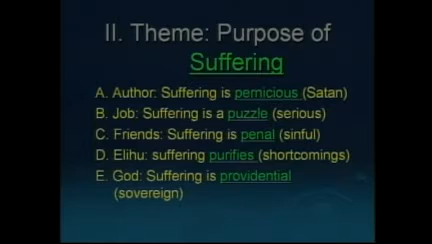 II. Theme: Purpose of
Suffering
A. Author: Suffering is pernicious (Satan)
B. Job: Suffering is a puzzle (serious)
C. Friends: Suffering is penal (sinful)
D. Elihu: suffering purifies (shortcomings)
E. God: Suffering is providential
(sovereign)